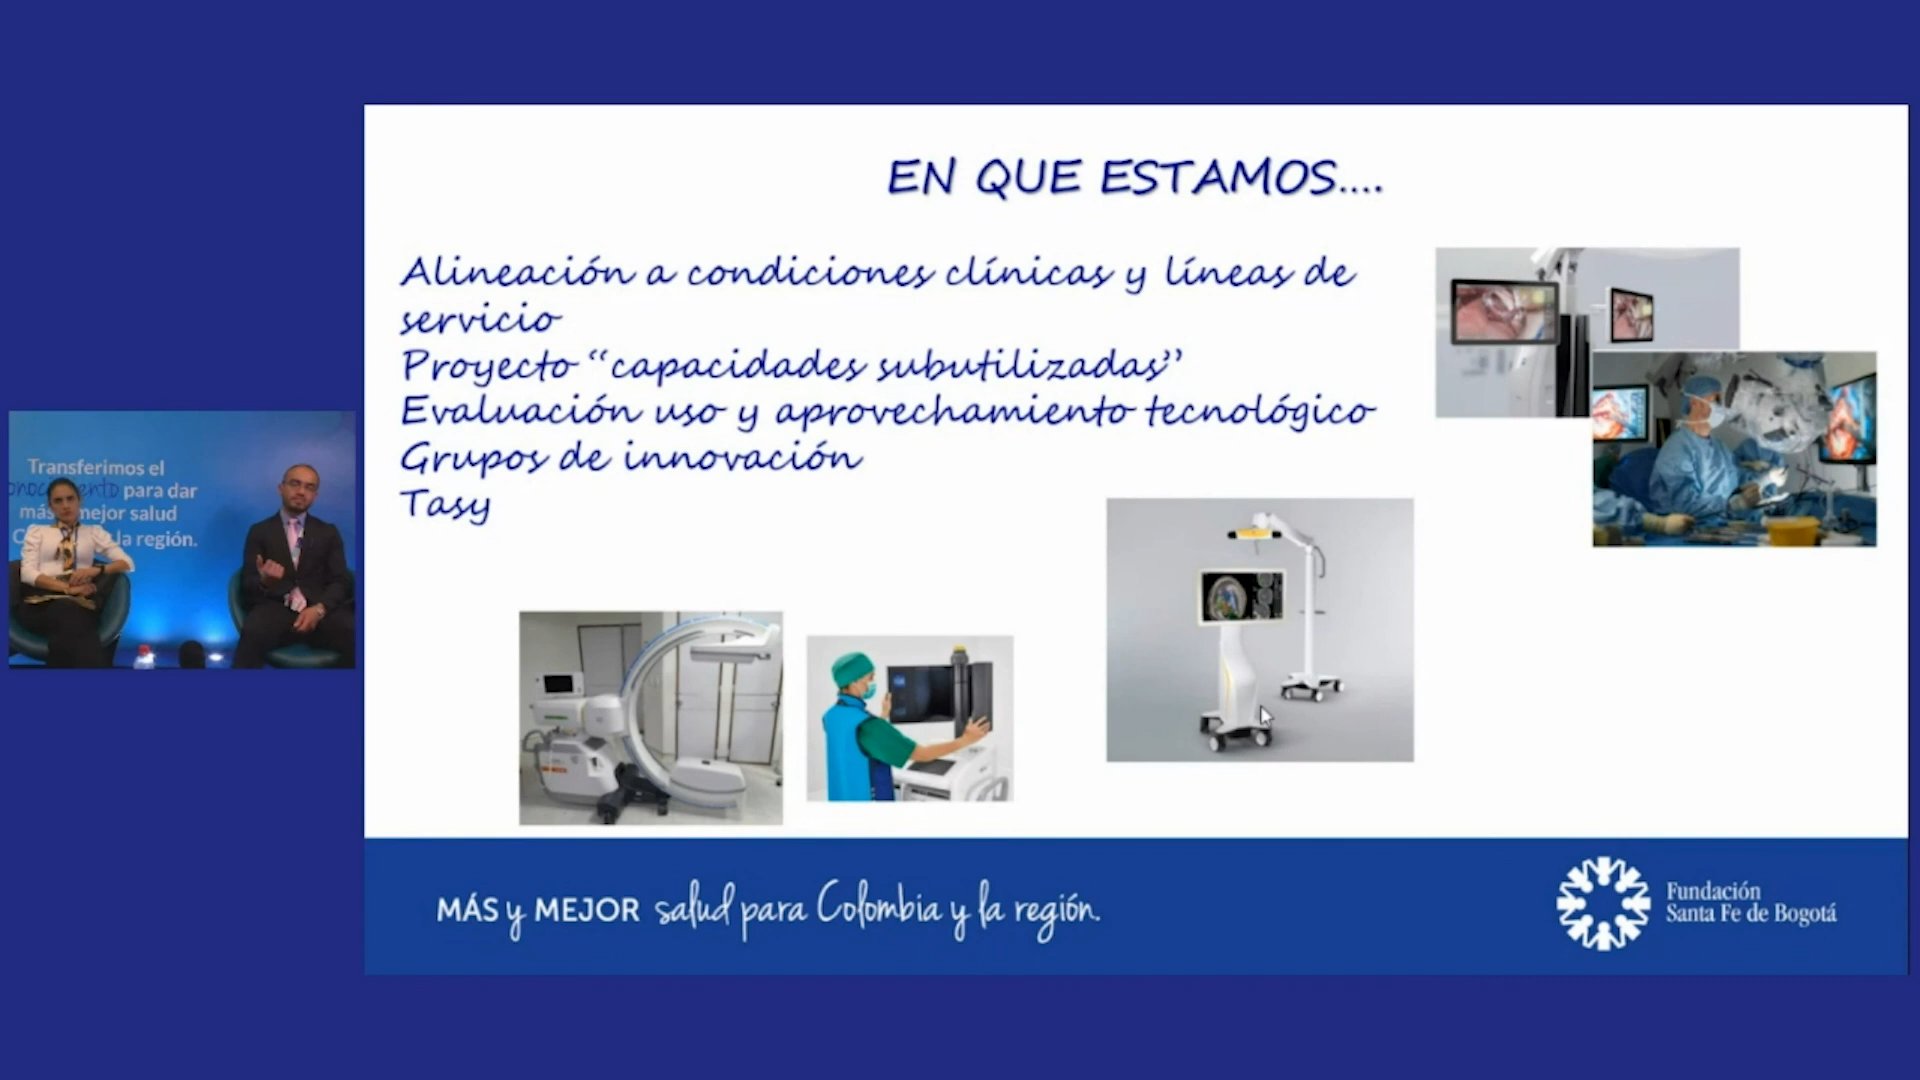 EN QUE ESTAMOS....
Alineación a condiciones clínicas y líneas de
servicio
Proyecto “capacidades subutilizadas”
Evaluación uso y aprovechamiento tecnológico
Grupos de innovación
Tasy
Transferimos el
para dar
mejor salud
la región.
MÁS y MEJOR salud para Colombia y la región.
Fundación
Santa Fe de Bogotá